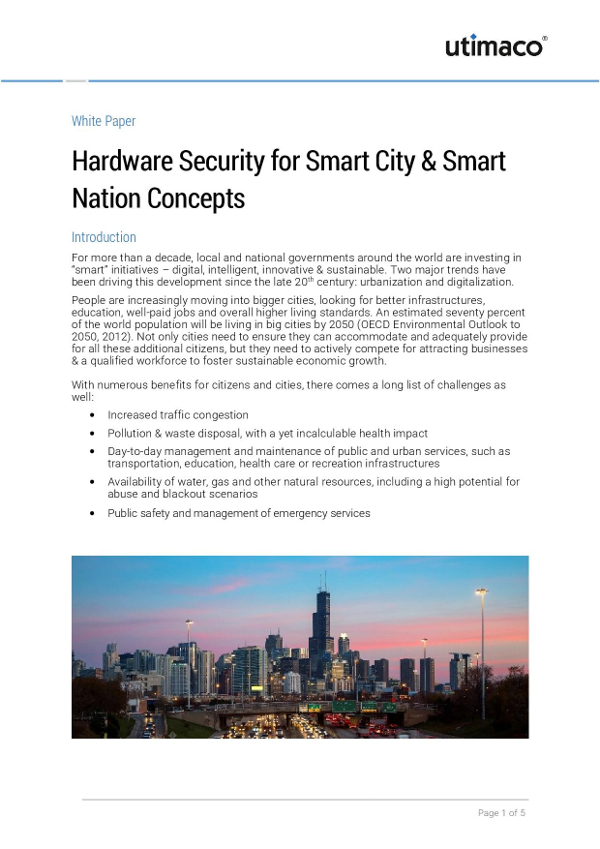 utimaco®
White Paper
Hardware Security for Smart City & Smart
Nation Concepts
Introduction
For more than a decade, local and national governments around the world are investing in
“smart” initiatives – digital, intelligent, innovative & sustainable. Two major trends have
been driving this development since the late 20th century: urbanization and digitalization.
People are increasingly moving into bigger cities, looking for better infrastructures,
education, well-paid jobs and overall higher living standards. An estimated seventy percent
of the world population will be living in big cities by 2050 (OECD Environmental Outlook to
2050, 2012). Not only cities need to ensure they can accommodate and adequately provide
for all these additional citizens, but they need to actively compete for attracting businesses
& a qualified workforce to foster sustainable economic growth.
With numerous benefits for citizens and cities, there comes a long list of challenges as
well:
• Increased traffic congestion
• Pollution & waste disposal, with a yet incalculable health impact
• Day-to-day management and maintenance of public and urban services, such as
transportation, education, health care or recreation infrastructures
• Availability of water, gas and other natural resources, including a high potential for
abuse and blackout scenarios
• Public safety and management of emergency services
Page 1 of 5